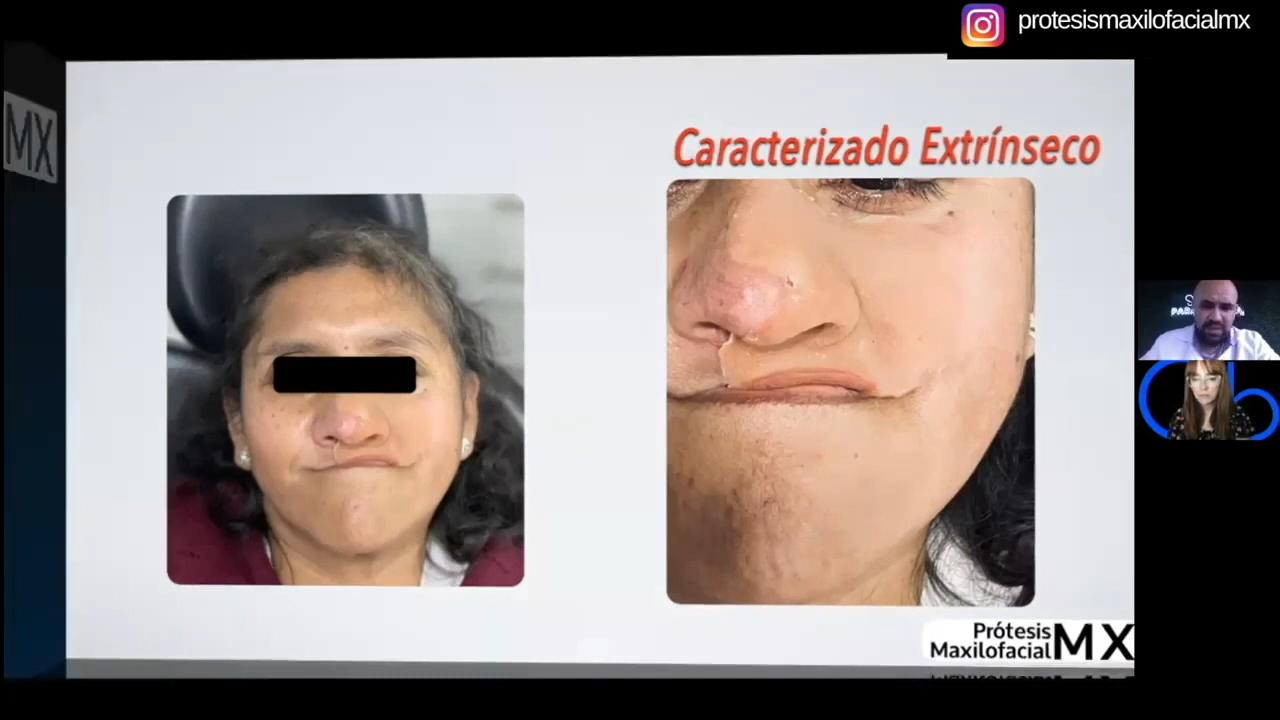 protesismaxilofacialmx
MX
Caracterizado Extrínseco
Prótesis
Maxilofacial MX